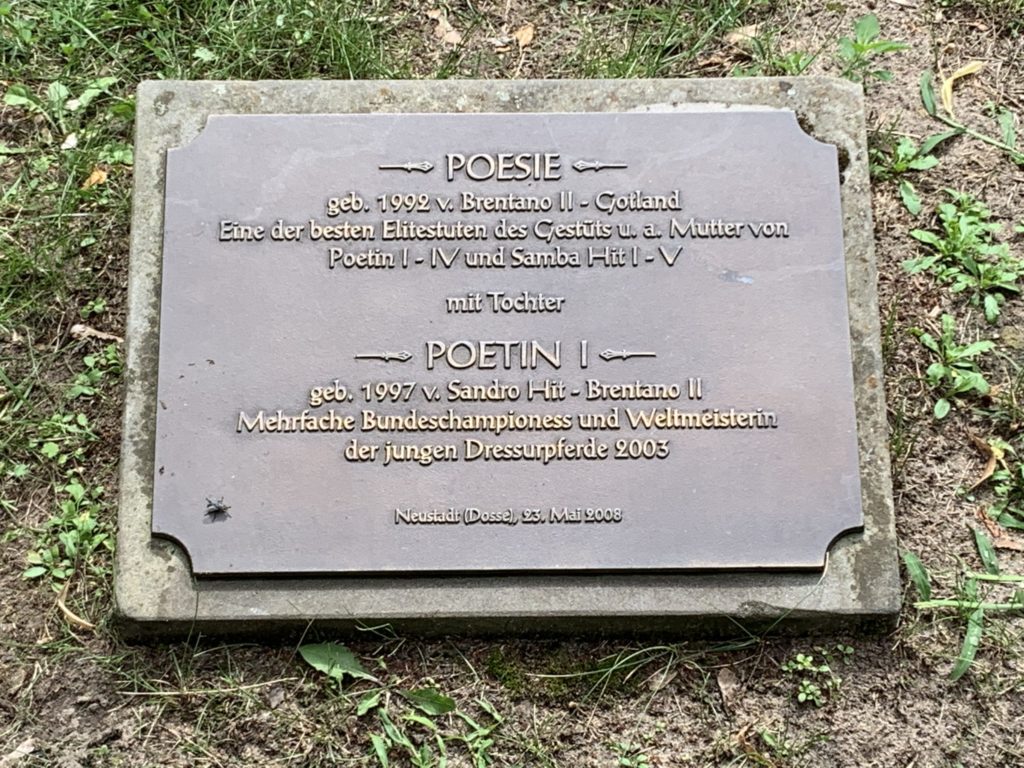 POESIE
geb. 1992 v. Brentano II - Gotland
Eine der besten Elitestuten des Gestüts u. a. Mutter von
Poetin I - IV und Samba Hit I - V
mit Tochter
POETIN I
geb. 1997 v. Sandro Hit - Brentano II
Mehrfache Bundeschampioness und Weltmeisterin
der jungen Dressurpferde 2003
Neustadt (Dosse), 23. Mai 2008